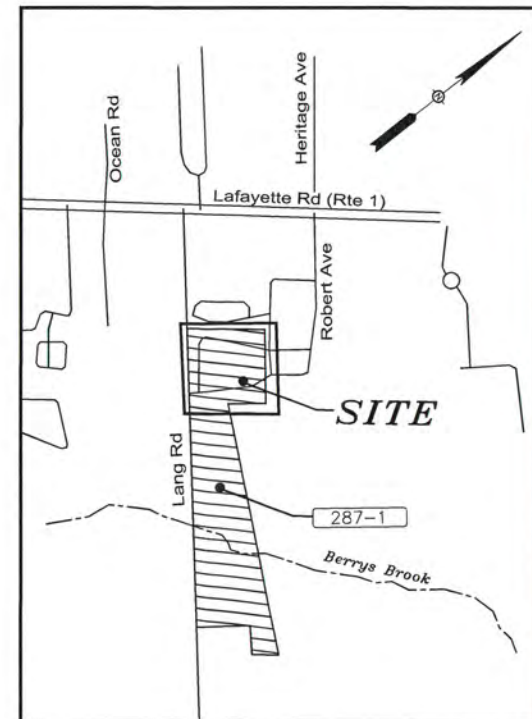 Ocean Rd
Heritage Ave
N
Lafayette Rd (Rte 1)
Robert Ave
SITE
Lang Rd
287-1
Berrys Brook